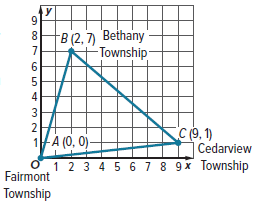 y
9
8
7
6
5
4
3
2
1
B (2, 7) Bethany
Township
A (0, 0)
C (9, 1)
Cedarview
Township
O
1 2 3 4 5 6 7 8 9 x
Fairmont
Township